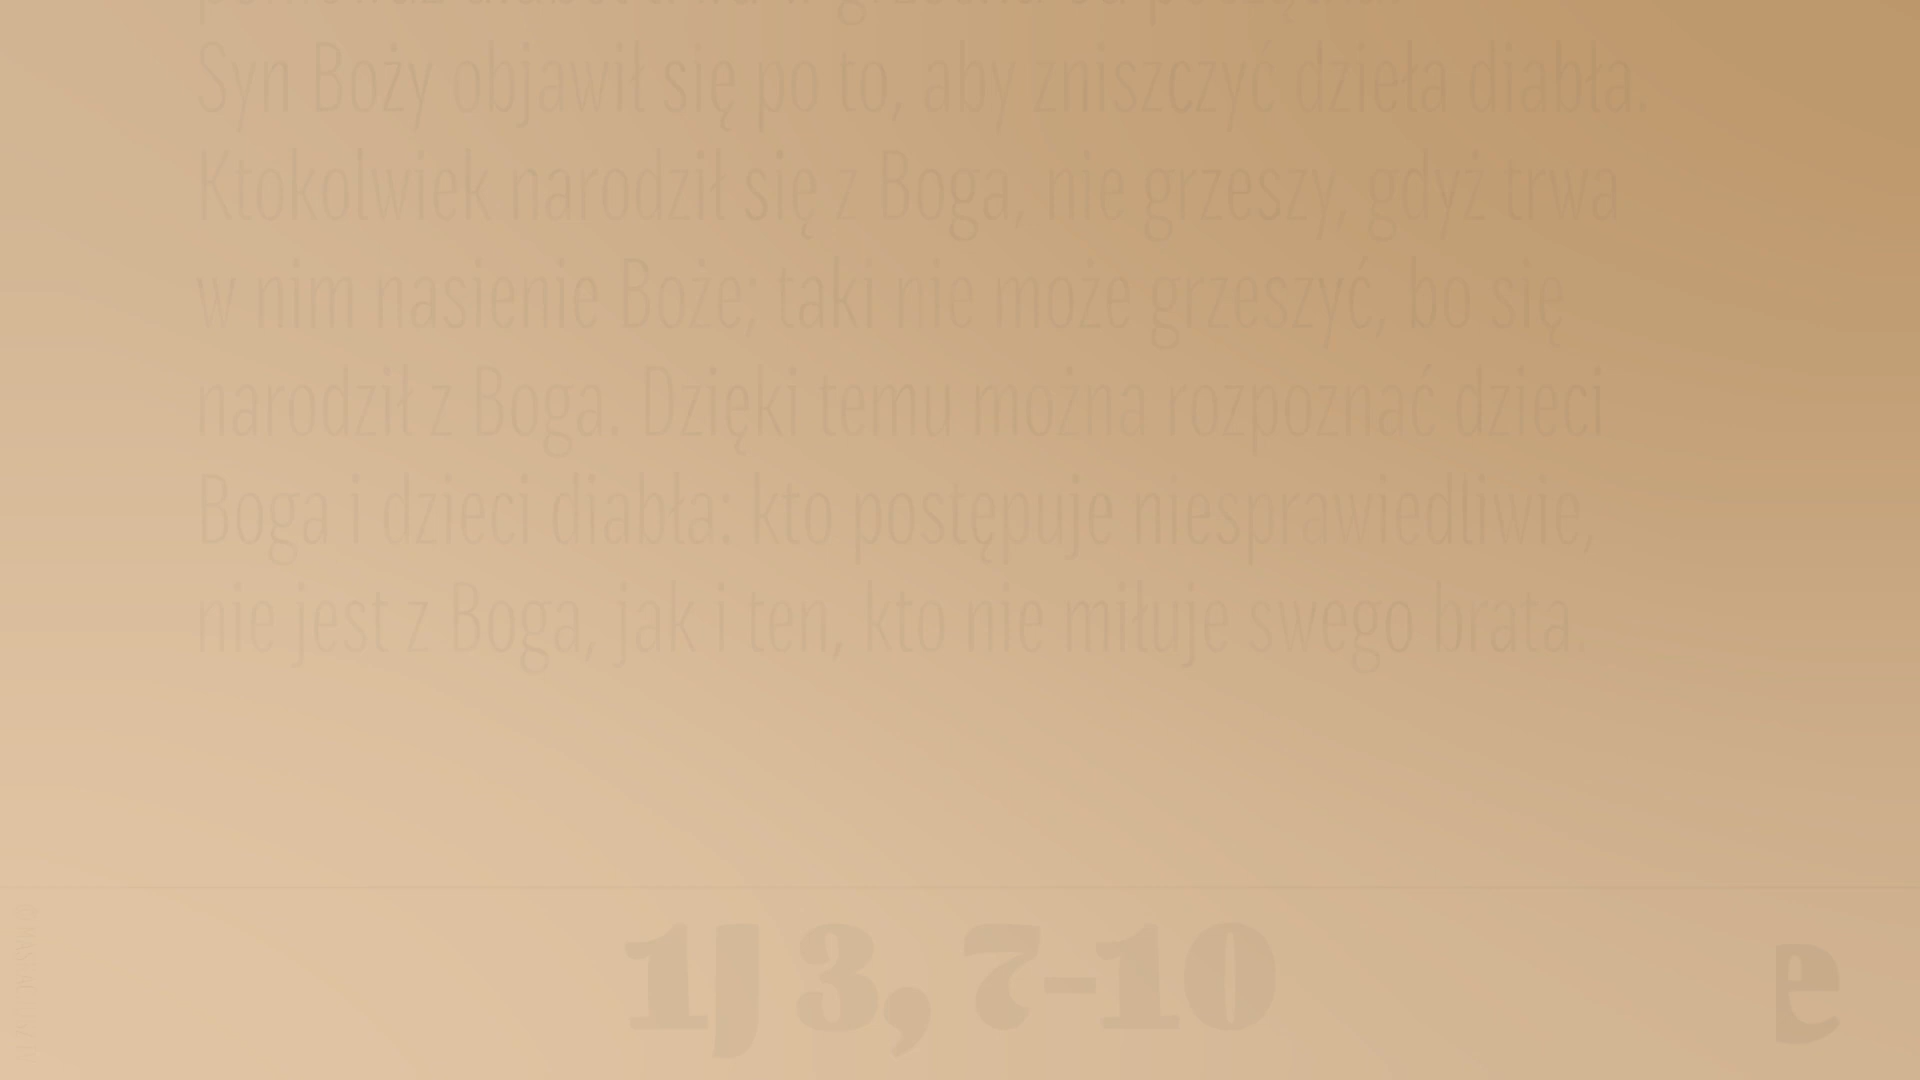 Syn Boży objawił się po to, aby zniszczyć dzieła diabła.
Ktokolwiek narodził się z Boga, nie grzeszy, gdyż trwa
w nim nasienie Boże; taki nie może grzeszyć, bo się
narodził z Boga. Dzięki temu można rozpoznać dzieci
Boga i dzieci diabła: kto postępuje niesprawiedliwie,
nie jest z Boga, jak i ten, kto nie miłuje swego brata.
1J 3, 7-10
e